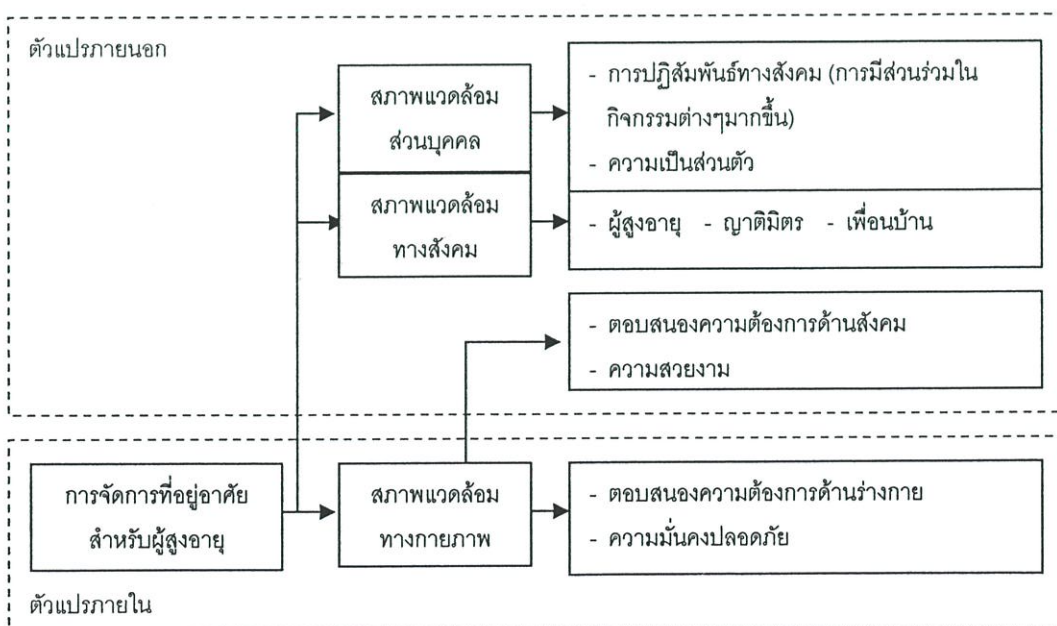 ตัวแปรภายนอก
สภาพแวดล้อม
ส่วนบุคคล
- การปฏิสัมพันธ์ทางสังคม (การมีส่วนร่วมใน
กิจกรรมต่างๆมากขึ้น)
- ความเป็นส่วนตัว
สภาพแวดล้อม
ทางสังคม
- ผู้สูงอายุ - ญาติมิตร - เพื่อนบ้าน
- ตอบสนองความต้องการด้านสังคม
- ความสวยงาม
การจัดการที่อยู่อาศัย
สำหรับผู้สูงอายุ
สภาพแวดล้อม
ทางกายภาพ
- ตอบสนองความต้องการด้านร่างกาย
- ความมั่นคงปลอดภัย
ตัวแปรภายใน